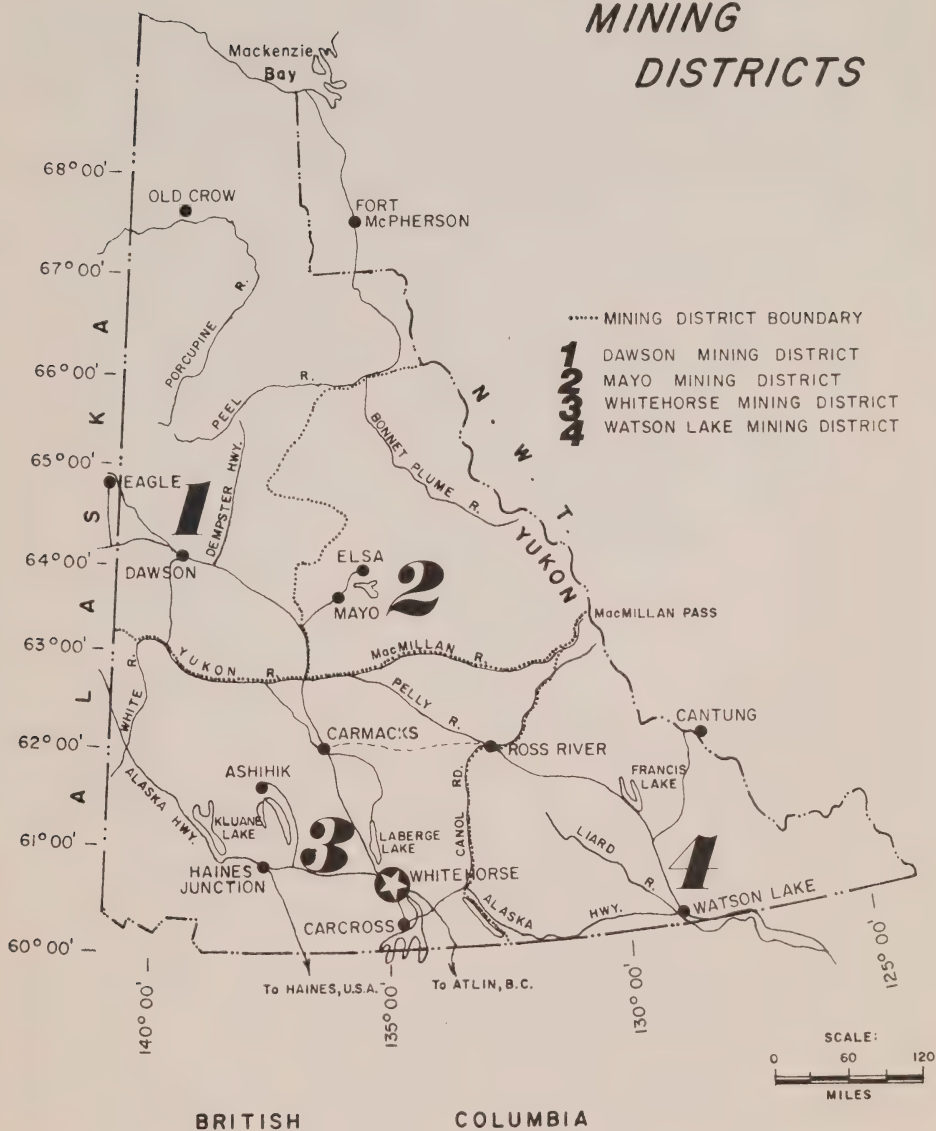 MINING
DISTRICTS
Mackenzie
Bay
68° 00'
OLD CROW
FORT
McPHERSON
67° 00'
PORCUPINE R.
MINING DISTRICT BOUNDARY
1 DAWSON MINING DISTRICT
2 MAYO MINING DISTRICT
3 WHITEHORSE MINING DISTRICT
4 WATSON LAKE MINING DISTRICT
66° 00'
PEEL R.
BONNET PLUME R.
N. W. T.
YUKON
ALASKA
65° 00'
EAGLE
1
DEMPSTER HWY.
64° 00'
DAWSON
ELSA
MAYO
2
MacMILLAN PASS
63° 00'
YUKON R.
MacMILLAN R.
WHITE R.
PELLY R.
CANTUNG
62° 00'
CARMACKS
ROSS RIVER
ASHIHIK
FRANCIS
LAKE
ALASKA HWY.
KLUANE
LAKE
61° 00'
3
LABERGE
LAKE
CANOL RD.
LIARD R.
4
HAINES
JUNCTION
WHITEHORSE
WATSON LAKE
CARCROSS
ALASKA HWY.
60° 00'
To HAINES, U.S.A.
To ATLIN, B.C.
140° 00'
135° 00'
130° 00'
125° 00'
SCALE:
0 60 120
MILES
BRITISH COLUMBIA